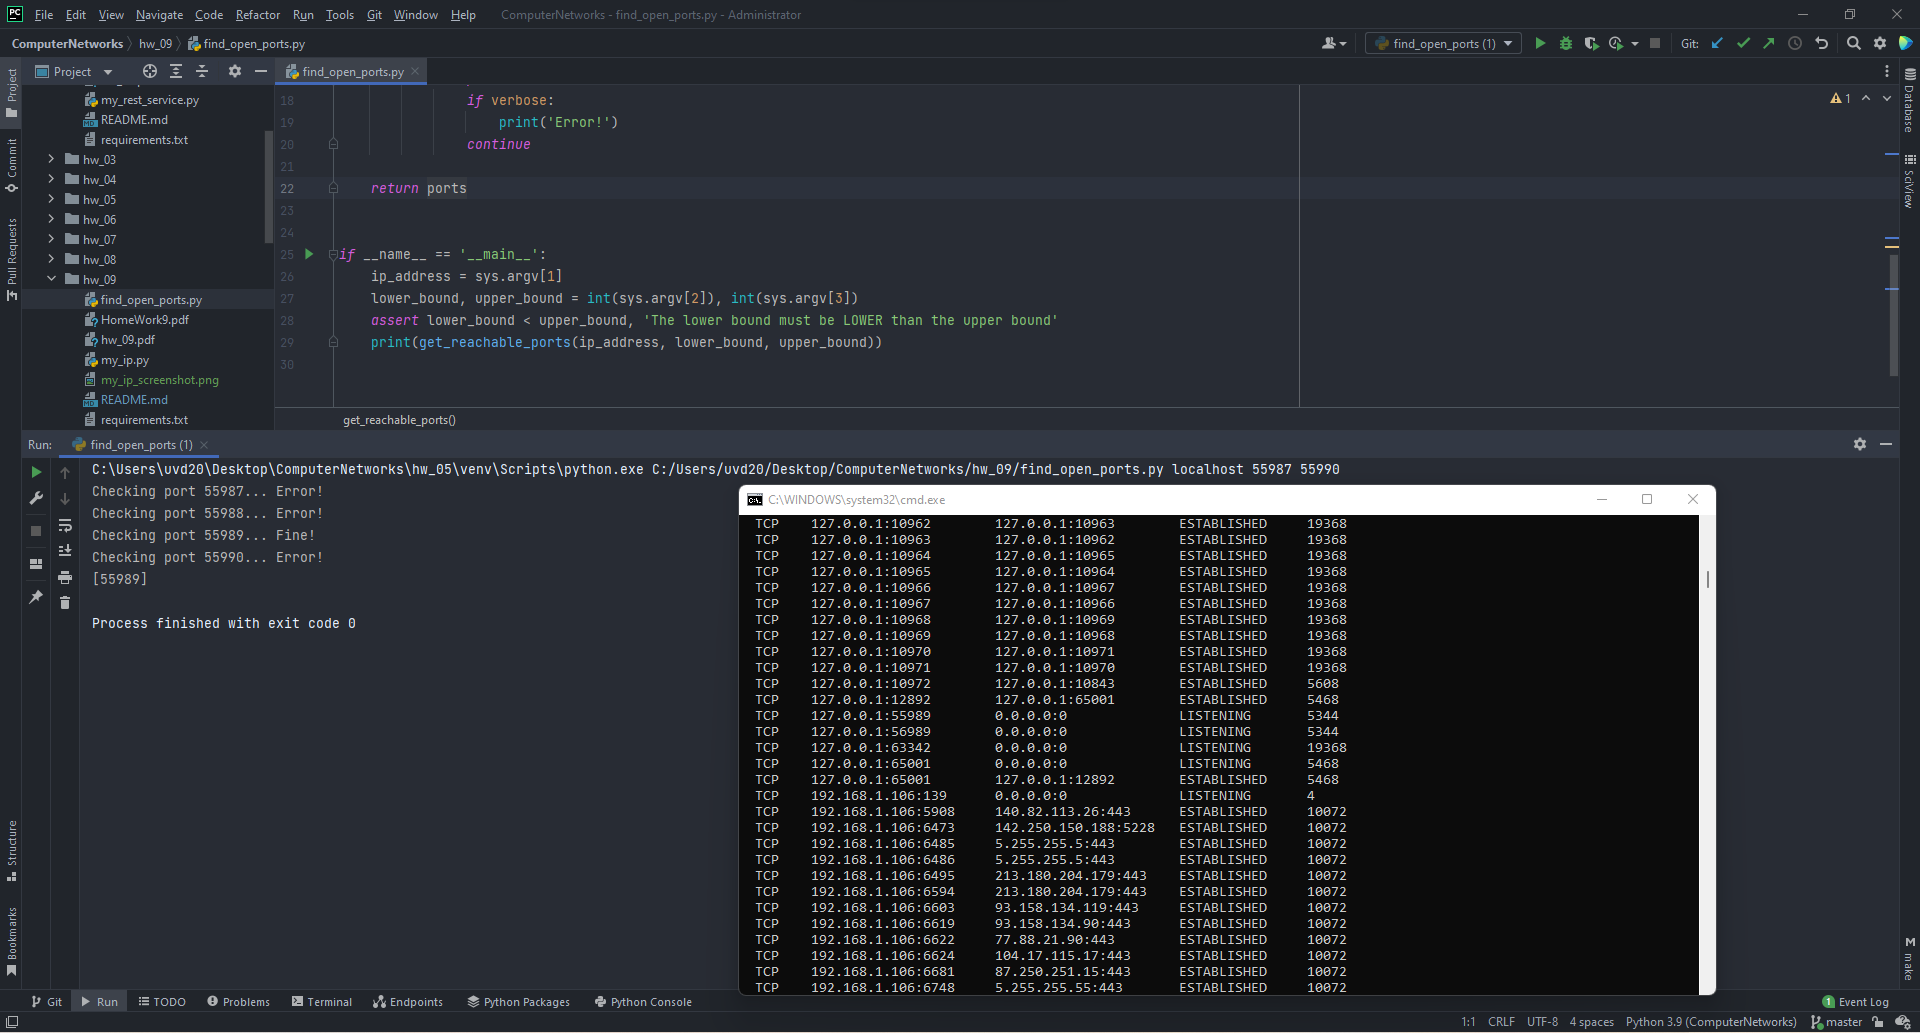 PC File Edit View Navigate Code Refactor Run Tools Git Window Help ComputerNetworks - find_open_ports.py - Administrator
ComputerNetworks hw_09 find_open_ports.py find_open_ports (1) Git:
Project
find_open_ports.py
my_rest_service.py
README.md
requirements.txt
hw_03
hw_04
hw_05
hw_06
hw_07
hw_08
hw_09
find_open_ports.py
HomeWork9.pdf
hw_09.pdf
my_ip.py
my_ip_screenshot.png
README.md
requirements.txt
18 if verbose:
19 print('Error!')
20 continue
21
22 return ports
23
24
25 if __name__ == '__main__':
26 ip_address = sys.argv[1]
27 lower_bound, upper_bound = int(sys.argv[2]), int(sys.argv[3])
28 assert lower_bound < upper_bound, 'The lower bound must be LOWER than the upper bound'
29 print(get_reachable_ports(ip_address, lower_bound, upper_bound))
30
1
get_reachable_ports()
Project
Commit
Pull Requests
Structure
Bookmarks
Database
SciView
M make
Run: find_open_ports (1)
C:\Users\uvd20\Desktop\ComputerNetworks\hw_05\venv\Scripts\python.exe C:/Users/uvd20/Desktop/ComputerNetworks/hw_09/find_open_ports.py localhost 55987 55990
Checking port 55987... Error!
Checking port 55988... Error!
Checking port 55989... Fine!
Checking port 55990... Error!
[55989]
Process finished with exit code 0
C:\WINDOWS\system32\cmd.exe
TCP 127.0.0.1:10962 127.0.0.1:10963 ESTABLISHED 19368
TCP 127.0.0.1:10963 127.0.0.1:10962 ESTABLISHED 19368
TCP 127.0.0.1:10964 127.0.0.1:10965 ESTABLISHED 19368
TCP 127.0.0.1:10965 127.0.0.1:10964 ESTABLISHED 19368
TCP 127.0.0.1:10966 127.0.0.1:10967 ESTABLISHED 19368
TCP 127.0.0.1:10967 127.0.0.1:10966 ESTABLISHED 19368
TCP 127.0.0.1:10968 127.0.0.1:10969 ESTABLISHED 19368
TCP 127.0.0.1:10969 127.0.0.1:10968 ESTABLISHED 19368
TCP 127.0.0.1:10970 127.0.0.1:10971 ESTABLISHED 19368
TCP 127.0.0.1:10971 127.0.0.1:10970 ESTABLISHED 19368
TCP 127.0.0.1:10972 127.0.0.1:10843 ESTABLISHED 5608
TCP 127.0.0.1:12892 127.0.0.1:65001 ESTABLISHED 5468
TCP 127.0.0.1:55989 0.0.0.0:0 LISTENING 5344
TCP 127.0.0.1:56989 0.0.0.0:0 LISTENING 5344
TCP 127.0.0.1:63342 0.0.0.0:0 LISTENING 19368
TCP 127.0.0.1:65001 0.0.0.0:0 LISTENING 5468
TCP 127.0.0.1:65001 127.0.0.1:12892 ESTABLISHED 5468
TCP 192.168.1.106:139 0.0.0.0:0 LISTENING 4
TCP 192.168.1.106:5908 140.82.113.26:443 ESTABLISHED 10072
TCP 192.168.1.106:6473 142.250.150.188:5228 ESTABLISHED 10072
TCP 192.168.1.106:6485 5.255.255.5:443 ESTABLISHED 10072
TCP 192.168.1.106:6486 5.255.255.5:443 ESTABLISHED 10072
TCP 192.168.1.106:6495 213.180.204.179:443 ESTABLISHED 10072
TCP 192.168.1.106:6594 213.180.204.179:443 ESTABLISHED 10072
TCP 192.168.1.106:6603 93.158.134.119:443 ESTABLISHED 10072
TCP 192.168.1.106:6619 93.158.134.90:443 ESTABLISHED 10072
TCP 192.168.1.106:6622 77.88.21.90:443 ESTABLISHED 10072
TCP 192.168.1.106:6624 104.17.115.17:443 ESTABLISHED 10072
TCP 192.168.1.106:6681 87.250.251.15:443 ESTABLISHED 10072
TCP 192.168.1.106:6748 5.255.255.55:443 ESTABLISHED 10072
Git Run TODO Problems Terminal Endpoints Python Packages Python Console 1 Event Log
1:1 CRLF UTF-8 4 spaces Python 3.9 (ComputerNetworks) master